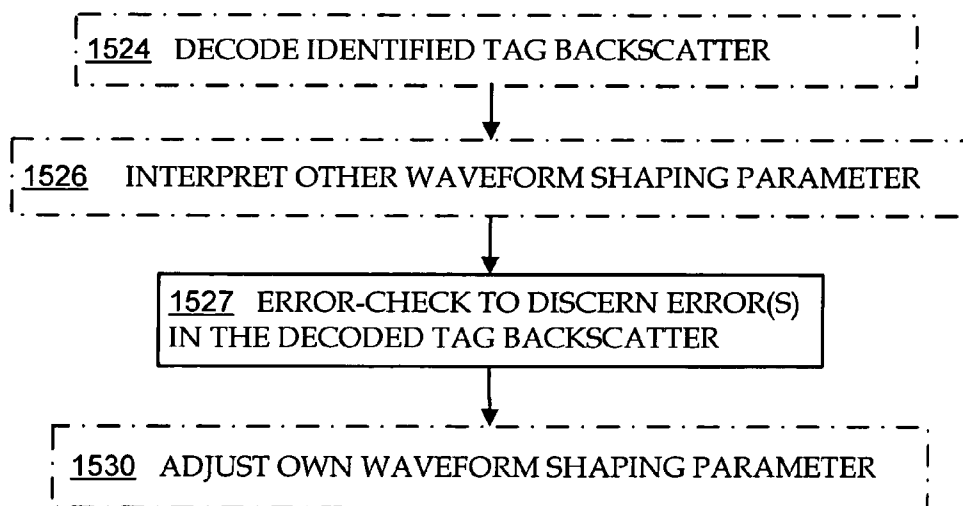 1524 DECODE IDENTIFIED TAG BACKSCATTER
1526 INTERPRET OTHER WAVEFORM SHAPING PARAMETER
1527 ERROR-CHECK TO DISCERN ERROR(S)
IN THE DECODED TAG BACKSCATTER
1530 ADJUST OWN WAVEFORM SHAPING PARAMETER